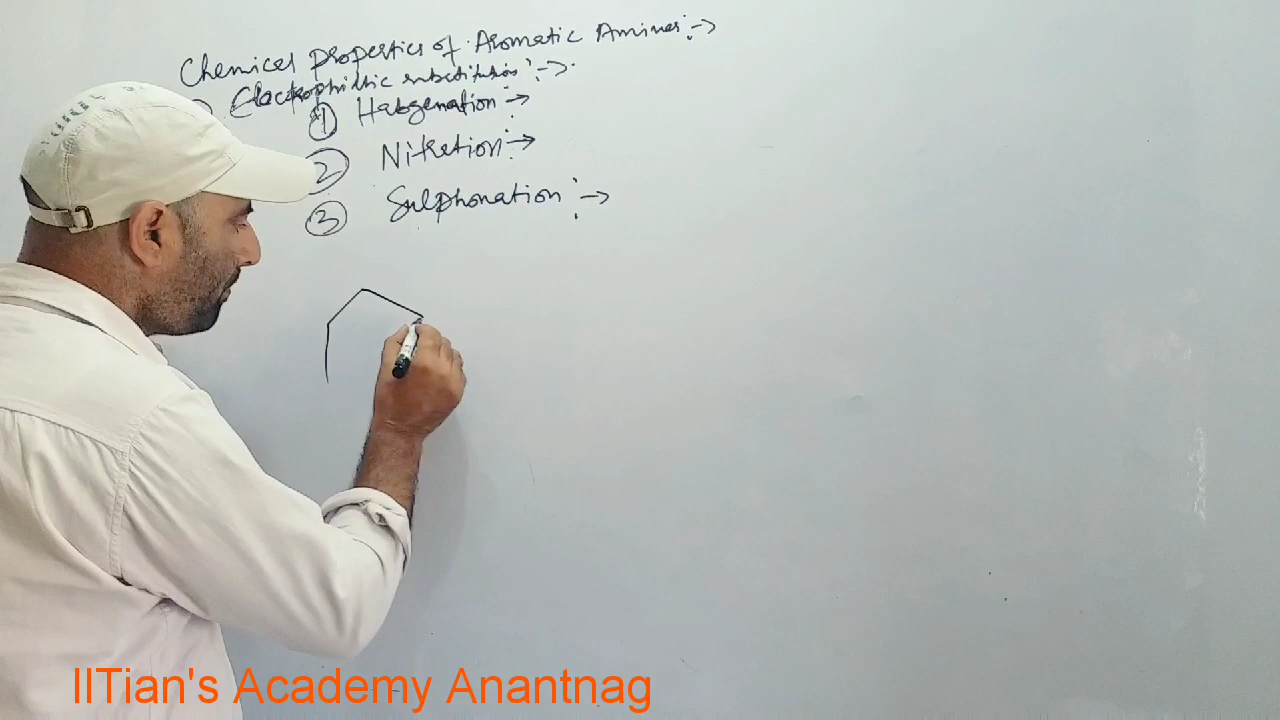 Chemical properties of Aromatic Amines :→
Electrophilic substitution :→
① Halogenation :→
② Nitration :→
③ Sulphonation :→
IITian's Academy Anantnag